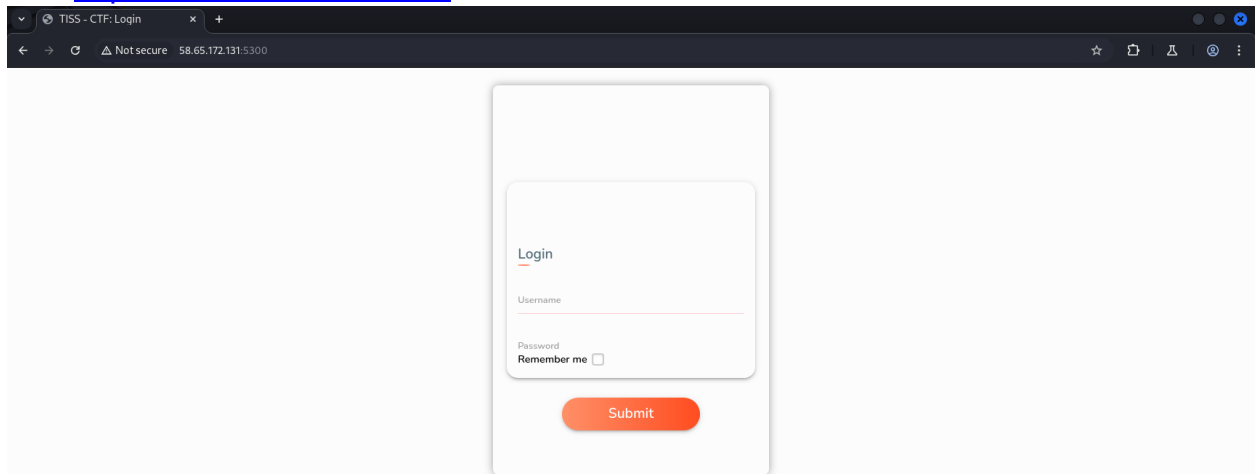 TISS - CTF: Login
Not secure 58.65.172.131:5300
Login
Username
Password
Remember me
Submit